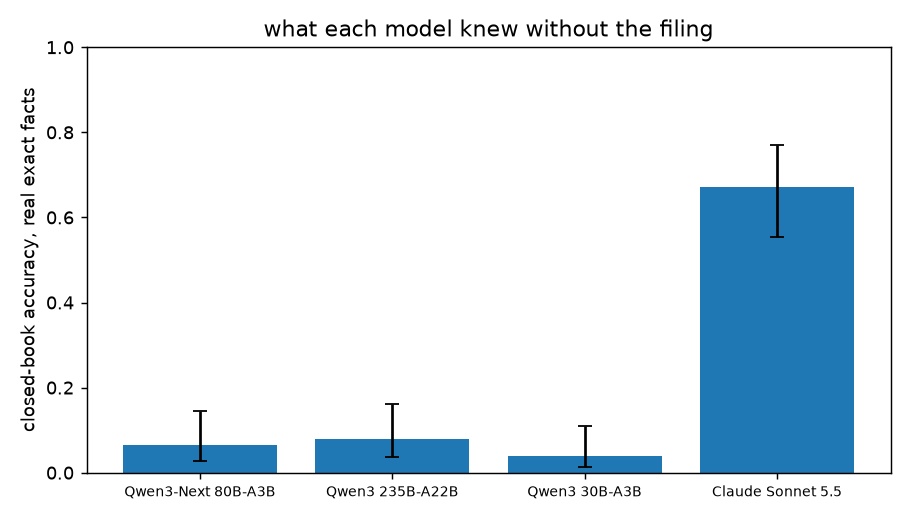 what each model knew without the filing
closed-book accuracy, real exact facts
1.0
0.8
0.6
0.4
0.2
0.0
Qwen3-Next 80B-A3B
Qwen3 235B-A22B
Qwen3 30B-A3B
Claude Sonnet 5.5